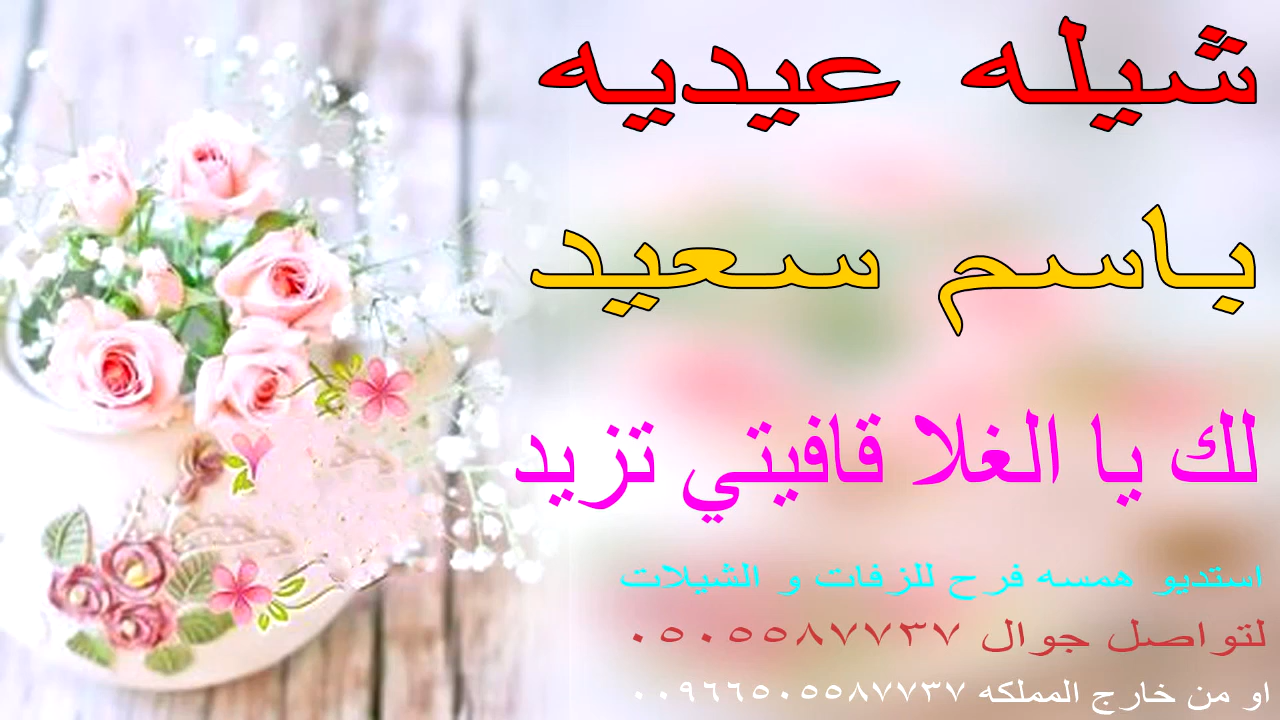 شيله عيديه
باسم سعيد
لك يا الغلا قافيتي تزيد
استديو همسه فرح للزفات و الشيلات
لتواصل جوال ٠٥٠٥٥٨٧٧٣٧
او من خارج المملكه ٠٠٩٦٦٥٠٥٥٨٧٧٣٧